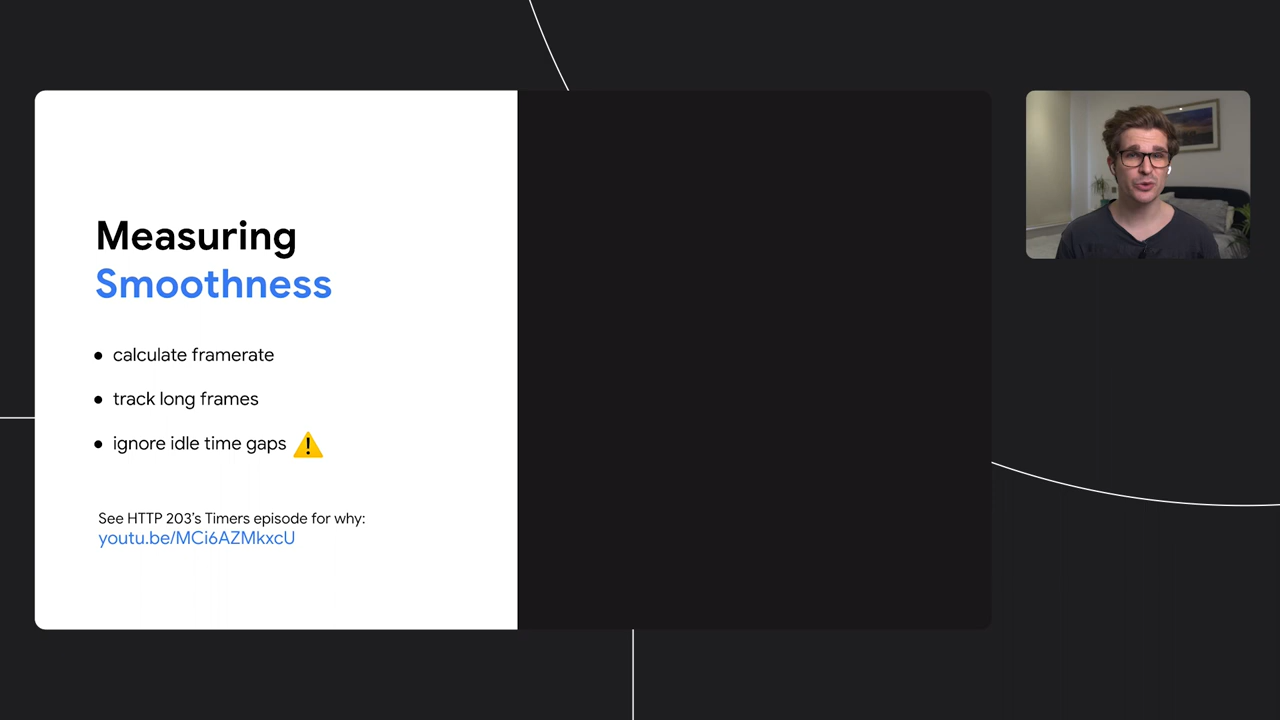 Measuring
Smoothness
• calculate framerate
• track long frames
• ignore idle time gaps ⚠️
See HTTP 203's Timers episode for why:
youtu.be/MCi6AZMkxcU